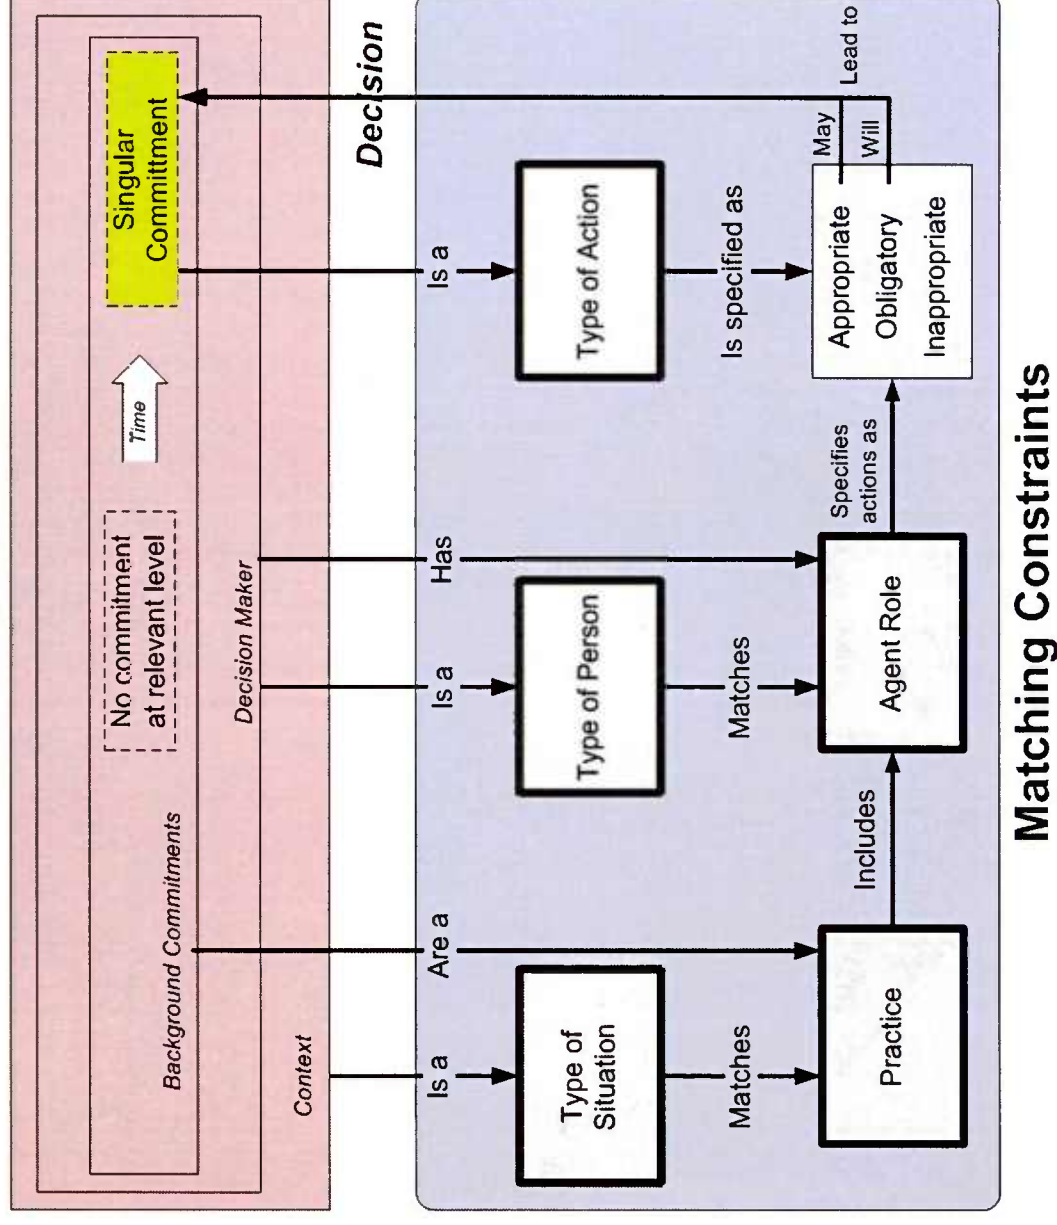 No commitment
at relevant level
Time
Singular
Committment
Background Commitments
Decision Maker
Context
Decision
Is a
Are a
Is a
Has
Is a
Type of
Situation
Type of Person
Type of Action
Matches
Matches
Is specified as
Practice
Includes
Agent Role
Specifies
actions as
Appropriate
Obligatory
Inappropriate
May
Will
Lead to
Matching Constraints